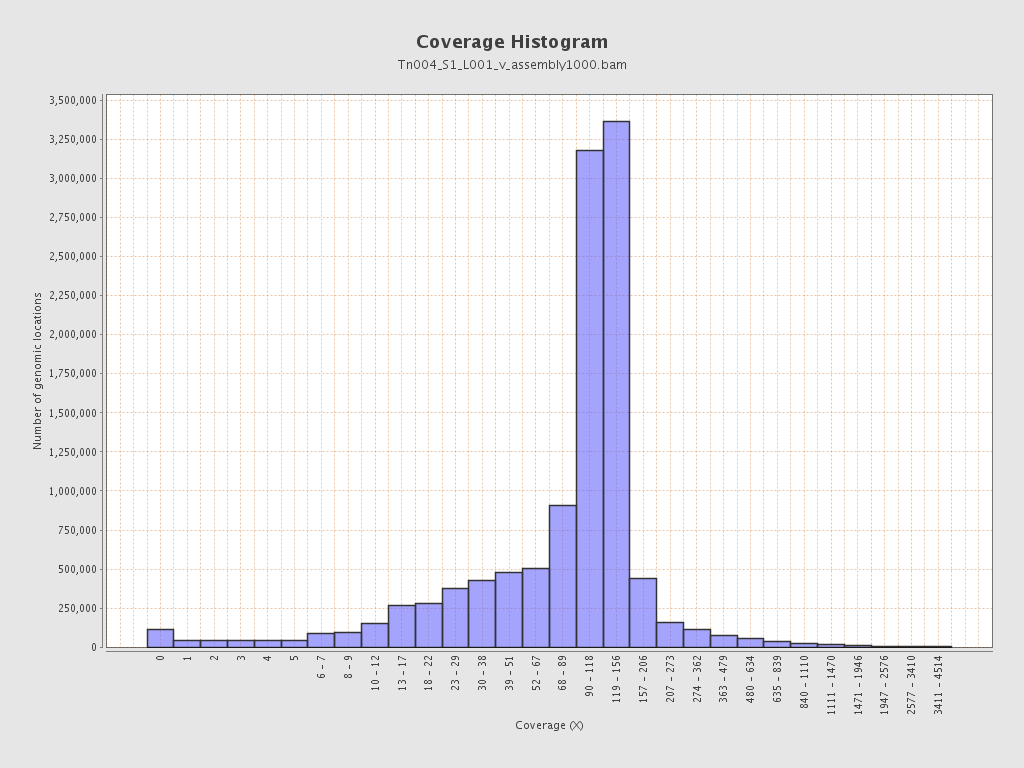 Coverage Histogram
Tn004_S1_L001_v_assembly1000.bam
3,500,000
3,250,000
3,000,000
2,750,000
2,500,000
2,250,000
2,000,000
1,750,000
1,500,000
1,250,000
1,000,000
750,000
500,000
250,000
0
Number of genomic locations
0
1
2
3
4
5
6 - 7
8 - 9
10 - 12
13 - 17
18 - 22
23 - 29
30 - 38
39 - 51
52 - 67
68 - 89
90 - 118
119 - 156
157 - 206
207 - 273
274 - 362
363 - 479
480 - 634
635 - 839
840 - 1110
1111 - 1470
1471 - 1946
1947 - 2576
2577 - 3410
3411 - 4514
Coverage (X)